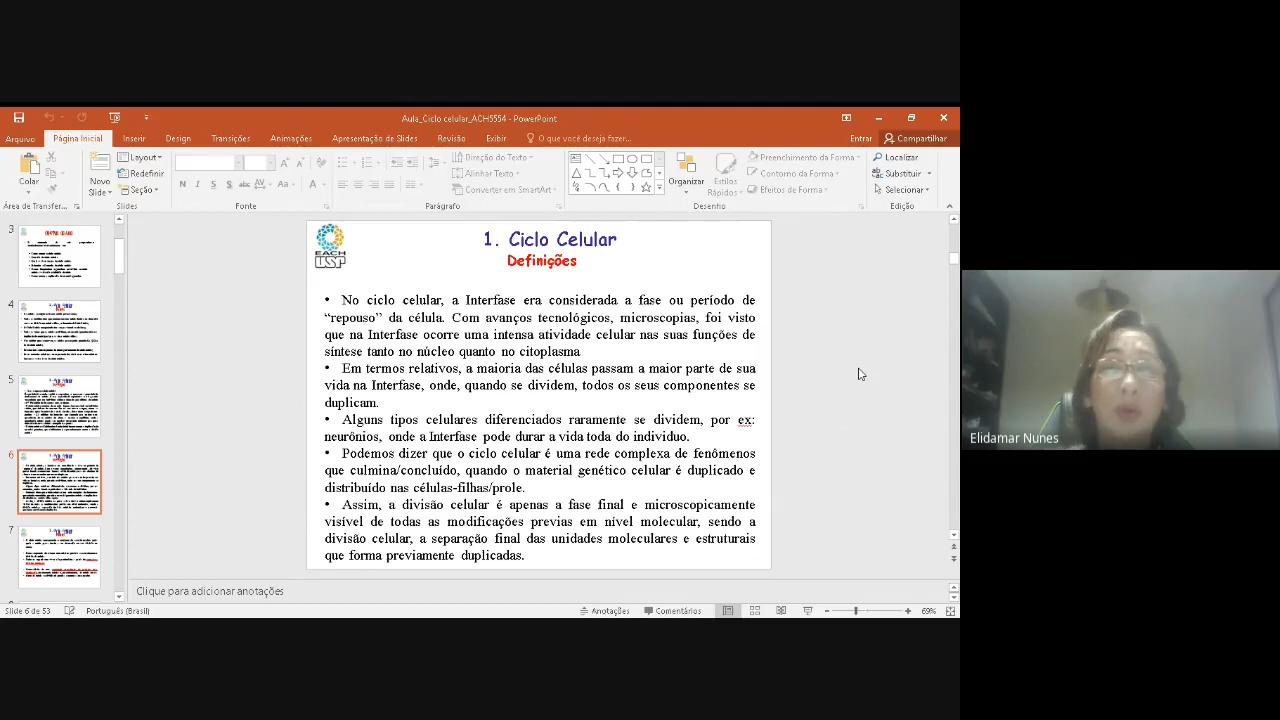 Aula_Ciclo celular_ACH5554 - PowerPoint
Arquivo Página Inicial Inserir Design Transições Animações Apresentação de Slides Revisão Exibir O que você deseja fazer... Entrar Compartilhar
Colar
Novo Slide
Layout
Redefinir
Seção
N I S S abc AV Aa A
Direção do Texto
Alinhar Texto
Converter em SmartArt
Organizar
Estilos Rápidos
Preenchimento da Forma
Contorno da Forma
Efeitos de Forma
Localizar
Substituir
Selecionar
Área de Transfer... Slides Fonte Parágrafo Desenho Edição
3
4
5
6
7
EACH
USP
1. Ciclo Celular
Definições
• No ciclo celular, a Interfase era considerada a fase ou período de
“repouso” da célula. Com avanços tecnológicos, microscopias, foi visto
que na Interfase ocorre uma intensa atividade celular nas suas funções de
síntese tanto no núcleo quanto no citoplasma
• Em termos relativos, a maioria das células passam a maior parte de sua
vida na Interfase, onde, quando se dividem, todos os seus componentes se
duplicam.
• Alguns tipos celulares diferenciados raramente se dividem, por ex:
neurônios, onde a Interfase pode durar a vida toda do individuo.
• Podemos dizer que o ciclo celular é uma rede complexa de fenômenos
que culmina/concluído, quando o material genético celular é duplicado e
distribuído nas células-filhas/fonte.
• Assim, a divisão celular é apenas a fase final e microscopicamente
visível de todas as modificações previas em nível molecular, sendo a
divisão celular, a separação final das unidades moleculares e estruturais
que forma previamente duplicadas.
Clique para adicionar anotações
Slide 6 de 53 Português (Brasil) Anotações Comentários 69%
Elidamar Nunes